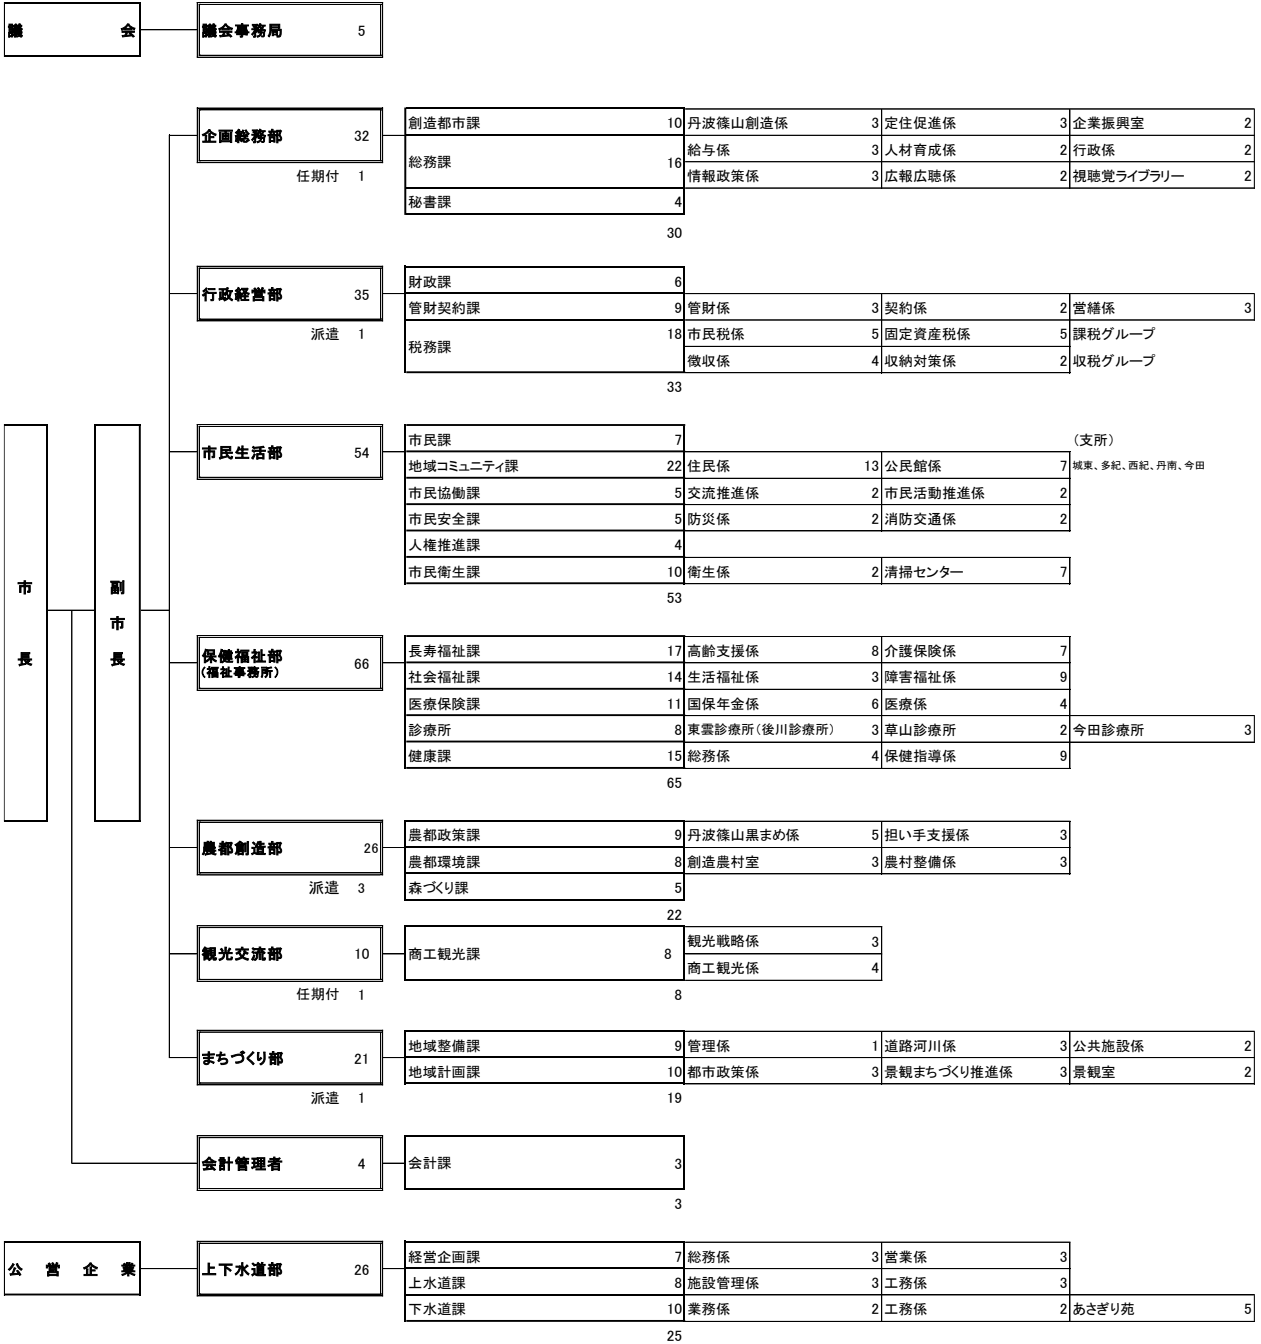 議会 議会事務局 5
企画総務部 32 創造都市課 10 丹波篠山創造係 3 定住促進係 3 企業振興室 2
任期付 1 総務課 16 給与係 3 人材育成係 2 行政係 2
情報政策係 3 広報広聴係 2 視聴覚ライブラリー 2
秘書課 4
30
行政経営部 35 財政課 6
管財契約課 9 管財係 3 契約係 2 営繕係 3
派遣 1 税務課 18 市民税係 5 固定資産税係 5 課税グループ
徴収係 4 収納対策係 2 収税グループ
33
市民生活部 54 市民課 7 (支所)
地域コミュニティ課 22 住民係 13 公民館係 7 城東、多紀、西紀、丹南、今田
市民協働課 5 交流推進係 2 市民活動推進係 2
市民安全課 5 防災係 2 消防交通係 2
人権推進課 4
市民衛生課 10 衛生係 2 清掃センター 7
53
市長
副市長
保健福祉部 66 長寿福祉課 17 高齢支援係 8 介護保険係 7
(福祉事務所) 社会福祉課 14 生活福祉係 3 障害福祉係 9
医療保険課 11 国保年金係 6 医療係 4
診療所 8 東雲診療所(後川診療所) 3 草山診療所 2 今田診療所 3
健康課 15 総務係 4 保健指導係 9
65
農都創造部 26 農都政策課 9 丹波篠山黒まめ係 5 担い手支援係 3
農都環境課 8 創造農村室 3 農村整備係 3
派遣 3 森づくり課 5
22
観光交流部 10 商工観光課 8 観光戦略係 3
商工観光係 4
任期付 1 8
まちづくり部 21 地域整備課 9 管理係 1 道路河川係 3 公共施設係 2
地域計画課 10 都市政策係 3 景観まちづくり推進係 3 景観室 2
派遣 1 19
会計管理者 4 会計課 3
3
公営企業 上下水道部 26 経営企画課 7 総務係 3 営業係 3
上水道課 8 施設管理係 3 工務係 3
下水道課 10 業務係 2 工務係 2 あさぎり苑 5
25